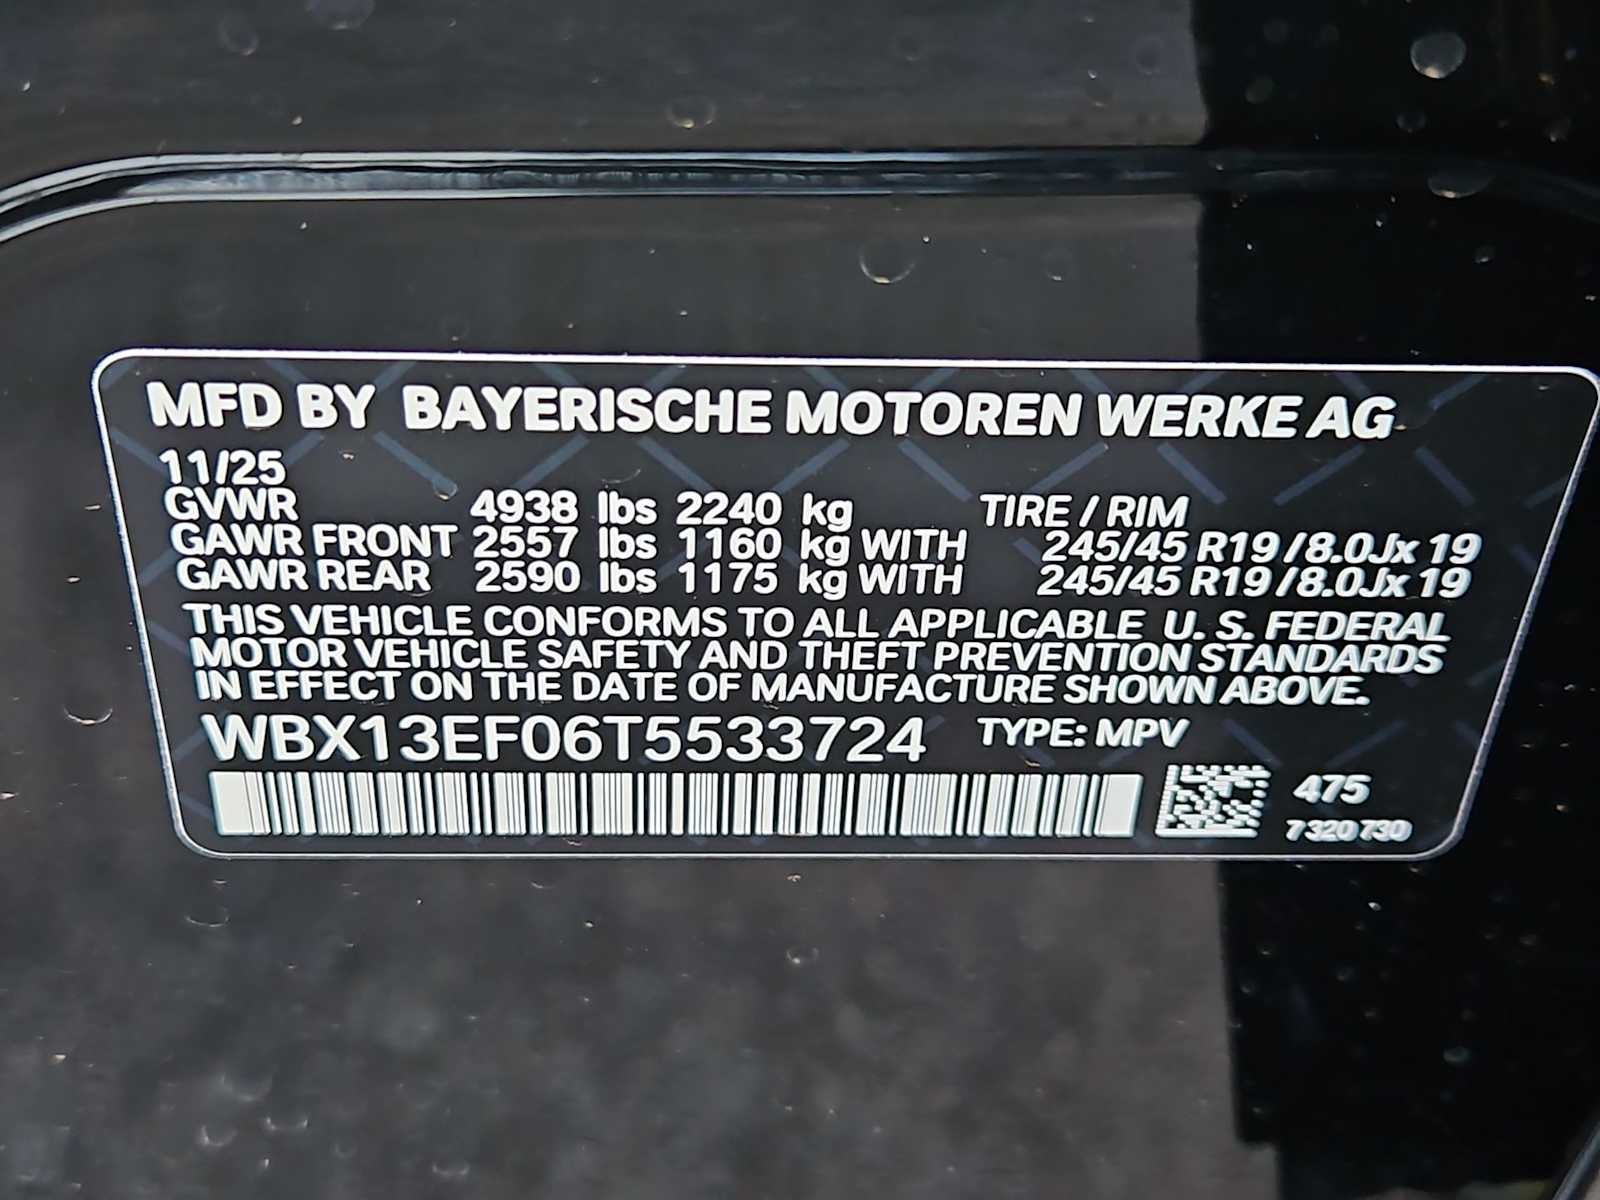 MFD BY BAYERISCHE MOTOREN WERKE AG
11/25
GVWR 4938 lbs 2240 kg TIRE / RIM
GAWR FRONT 2557 lbs 1160 kg WITH 245/45 R19 / 8.0Jx 19
GAWR REAR 2590 lbs 1175 kg WITH 245/45 R19 / 8.0Jx 19
THIS VEHICLE CONFORMS TO ALL APPLICABLE U. S. FEDERAL
MOTOR VEHICLE SAFETY AND THEFT PREVENTION STANDARDS
IN EFFECT ON THE DATE OF MANUFACTURE SHOWN ABOVE.
WBX13EF06T5533724 TYPE: MPV
475
7 320 730